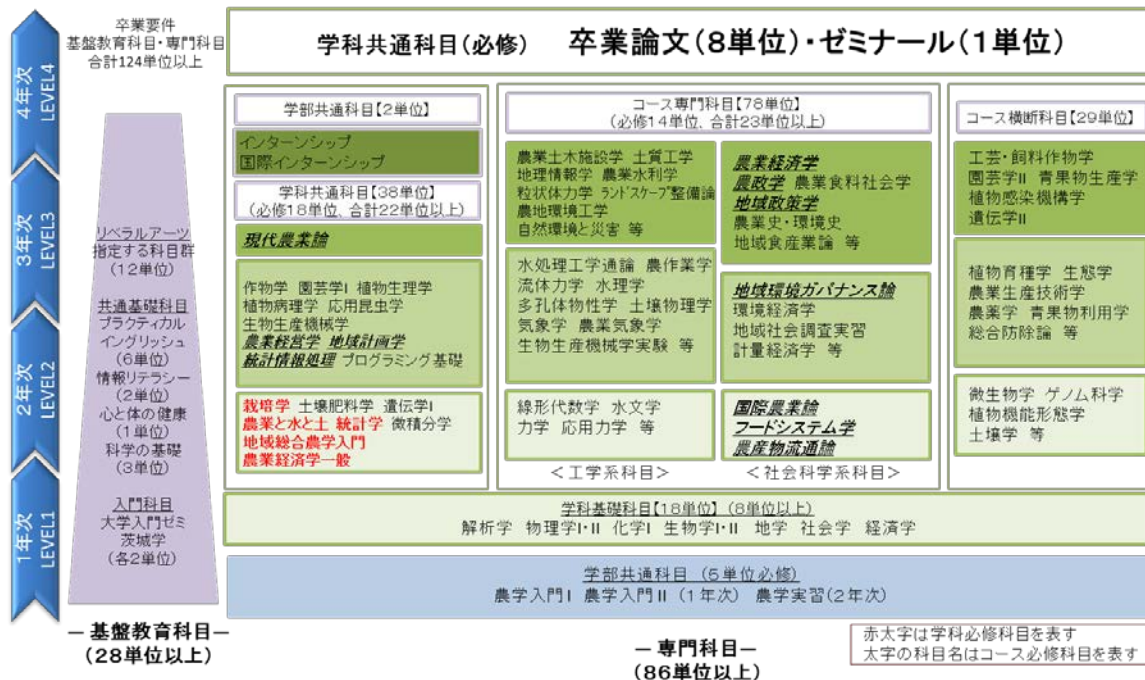 4年次
LEVEL4
3年次
LEVEL3
2年次
LEVEL2
1年次
LEVEL1
卒業要件
基盤教育科目・専門科目
合計124単位以上
リベラルアーツ
指定する科目群
(12単位)
共通基礎科目
プラクティカル
イングリッシュ
(6単位)
情報リテラシー
(2単位)
心と体の健康
(1単位)
科学の基礎
(3単位)
入門科目
大学入門ゼミ
茨城学
(各2単位)
― 基盤教育科目―
(28単位以上)
学科共通科目(必修) 卒業論文(8単位)・ゼミナール(1単位)
学部共通科目【2単位】
インターンシップ
国際インターンシップ
学科共通科目【38単位】
(必修18単位、合計22単位以上)
現代農業論
作物学 園芸学I 植物生理学
植物病理学 応用昆虫学
生物生産機械学
農業経営学 地域計画学
統計情報処理 プログラミング基礎
栽培学 土壌肥料学 遺伝学I
農業と水と土 統計学 微積分学
地域総合農学入門
農業経済学一般
コース専門科目【78単位】
(必修14単位、合計23単位以上)
農業土木施設学 土質工学
地理情報学 農業水利学
粒状体力学 ランドスケープ整備論
農地環境工学
自然環境と災害 等
水処理工学通論 農作業学
流体力学 水理学
多孔体物性学 土壌物理学
気象学 農業気象学
生物生産機械学実験 等
線形代数学 水文学
力学 応用力学 等
<工学系科目>
農業経済学
農政学 農業食料社会学
地域政策学
農業史・環境史
地域食産業論 等
地域環境ガバナンス論
環境経済学
地域社会調査実習
計量経済学 等
国際農業論
フードシステム学
農産物流通論
<社会科学系科目>
コース横断科目【29単位】
工芸・飼料作物学
園芸学II 青果物生産学
植物感染機構学
遺伝学II
植物育種学 生態学
農業生産技術学
農薬学 青果物利用学
総合防除論 等
微生物学 ゲノム科学
植物機能形態学
土壌学 等
学科基礎科目【18単位】(8単位以上)
解析学 物理学I・II 化学I 生物学I・II 地学 社会学 経済学
学部共通科目 (5単位必修)
農学入門I 農学入門II (1年次) 農学実習(2年次)
― 専門科目―
(86単位以上)
赤太字は学科必修科目を表す
太字の科目名はコース必修科目を表す